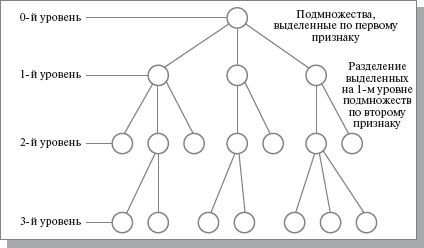 0-й уровень
Подмножества,
выделенные по первому
признаку
1-й уровень
Разделение
выделенных
на 1-м уровне
подмножеств
по второму
признаку
2-й уровень
3-й уровень